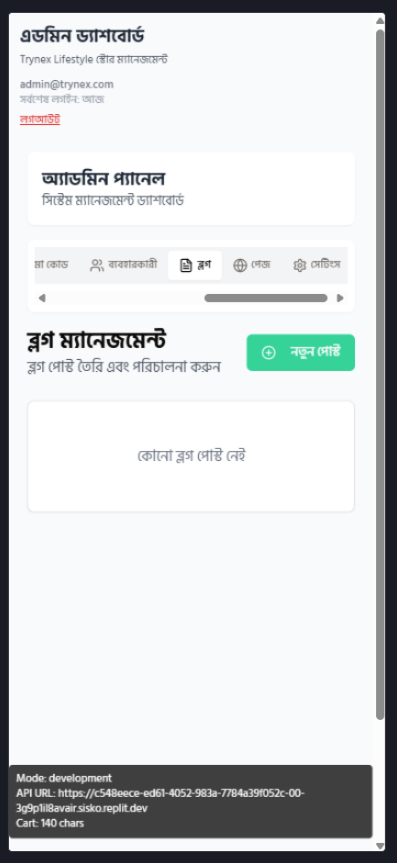 এডমিন ড্যাশবোর্ড
Trynex Lifestyle স্টোর ম্যানেজমেন্ট
admin@trynex.com
সর্বশেষ লগইন: আজ
লগআউট
অ্যাডমিন প্যানেল
সিস্টেম ম্যানেজমেন্ট ড্যাশবোর্ড
মো কোড ব্যবহারকারী ব্লগ পেজ সেটিংস
ব্লগ ম্যানেজমেন্ট
ব্লগ পোস্ট তৈরি এবং পরিচালনা করুন
নতুন পোস্ট
কোনো ব্লগ পোস্ট নেই
Mode: development
API URL: https://c548eece-ed61-4052-983a-7784a39f052c-00-
3g9p1il8avair.sisko.replit.dev
Cart: 140 chars